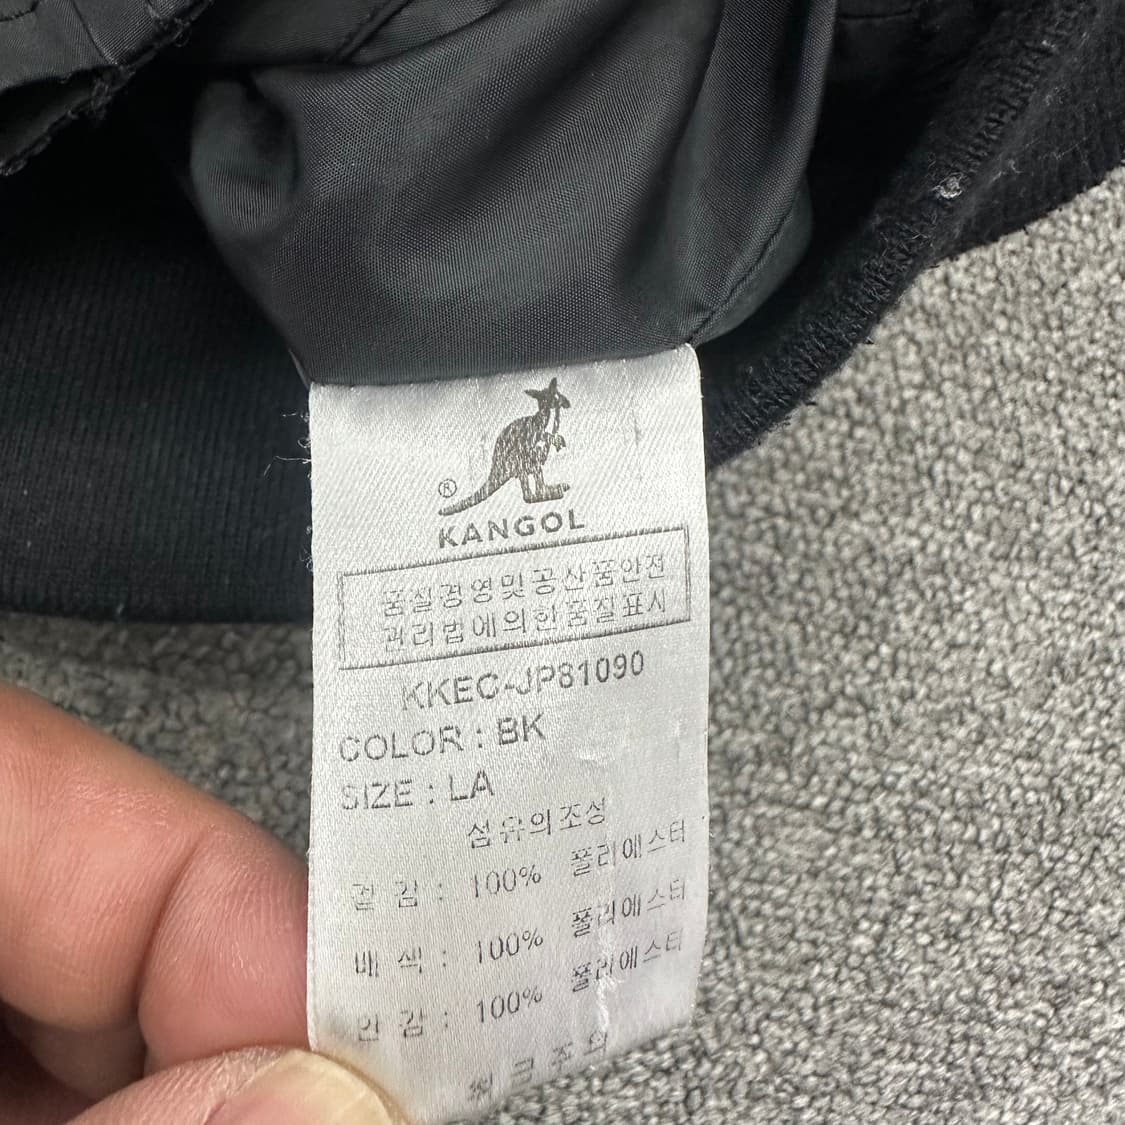 ®
KANGOL
품질경영및공산품안전
관리법에의한품질표시
KKEC-JP81090
COLOR : BK
SIZE : LA
섬유의조성
겉 감 : 100% 폴리에스터
배 색 : 100% 폴리에스터
안 감 : 100% 폴리에스터